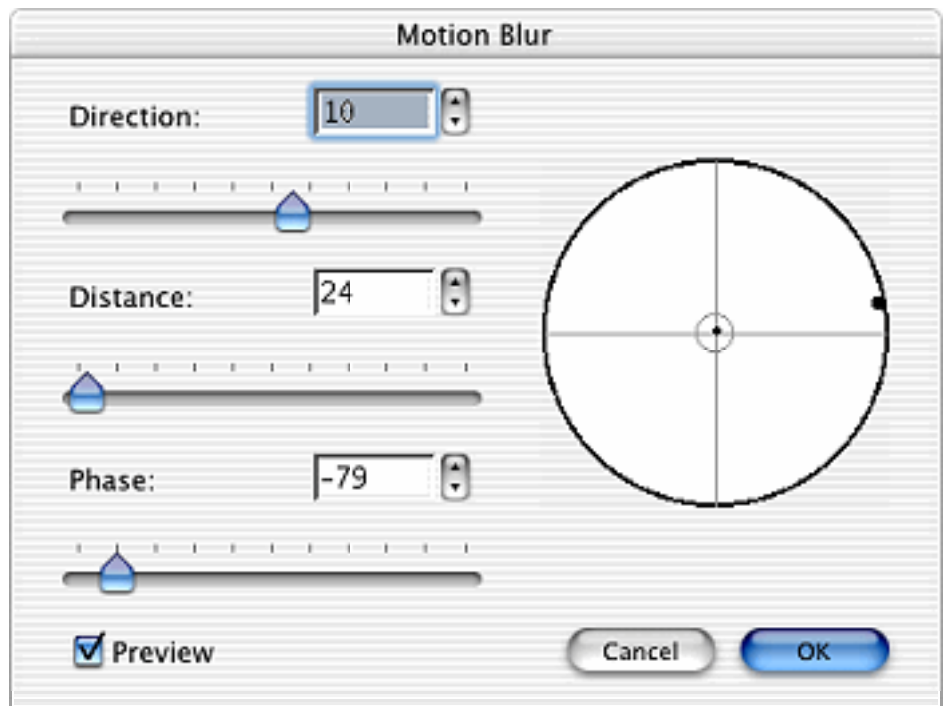 Motion Blur
Direction: 10
Distance: 24
Phase: -79
Preview
Cancel OK